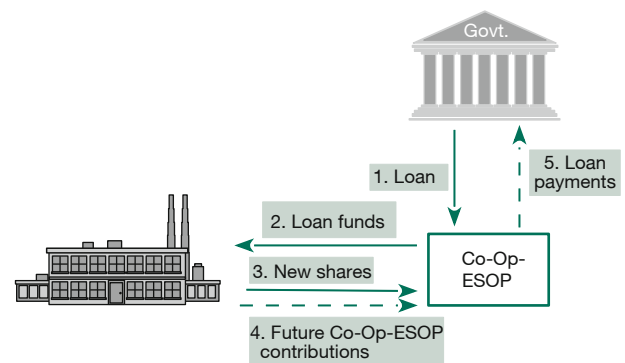 Govt.
1. Loan
5. Loan
payments
2. Loan funds
3. New shares
Co-Op-
ESOP
4. Future Co-Op-ESOP
contributions